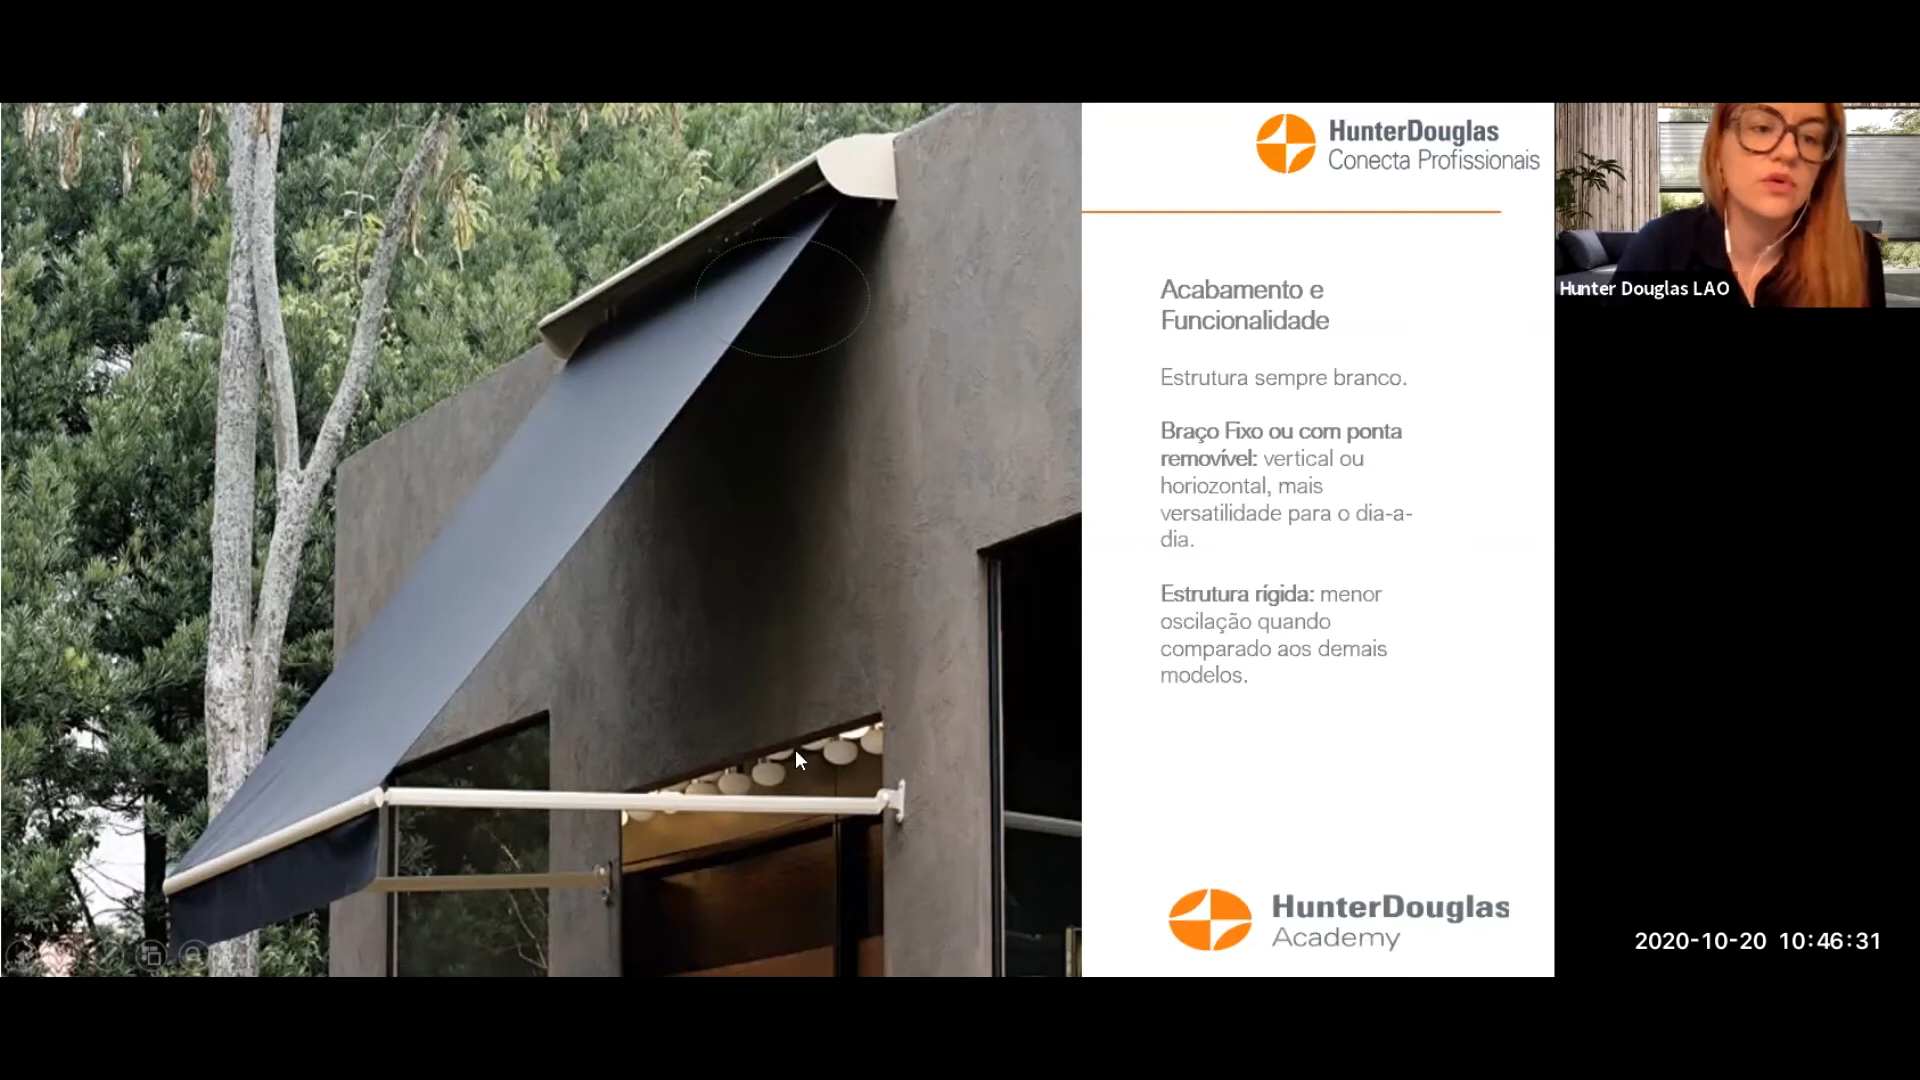 HunterDouglas
Conecta Profissionais
Acabamento e
Funcionalidade
Estrutura sempre branco.
Braço Fixo ou com ponta
removível: vertical ou
horiozontal, mais
versatilidade para o dia-a-
dia.
Estrutura rígida: menor
oscilação quando
comparado aos demais
modelos.
HunterDouglas
Academy
Hunter Douglas LAO
2020-10-20 10:46:31